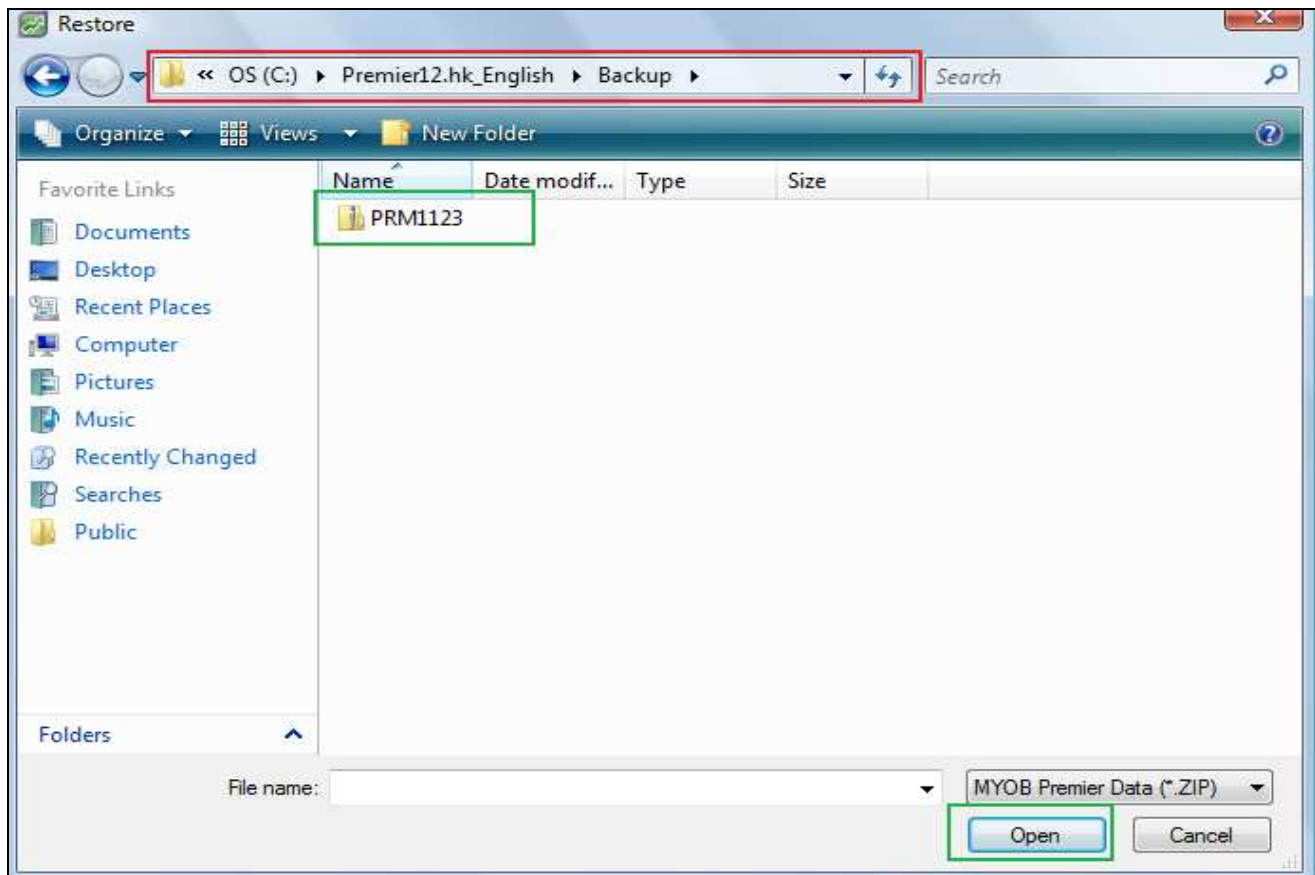 Restore
« OS (C:) Premier12.hk_English Backup Search
Organize Views New Folder
Favorite Links
Documents
Desktop
Recent Places
Computer
Pictures
Music
Recently Changed
Searches
Public
Folders
Name Date modif... Type Size
PRM1123
File name: MYOB Premier Data (*.ZIP)
Open Cancel